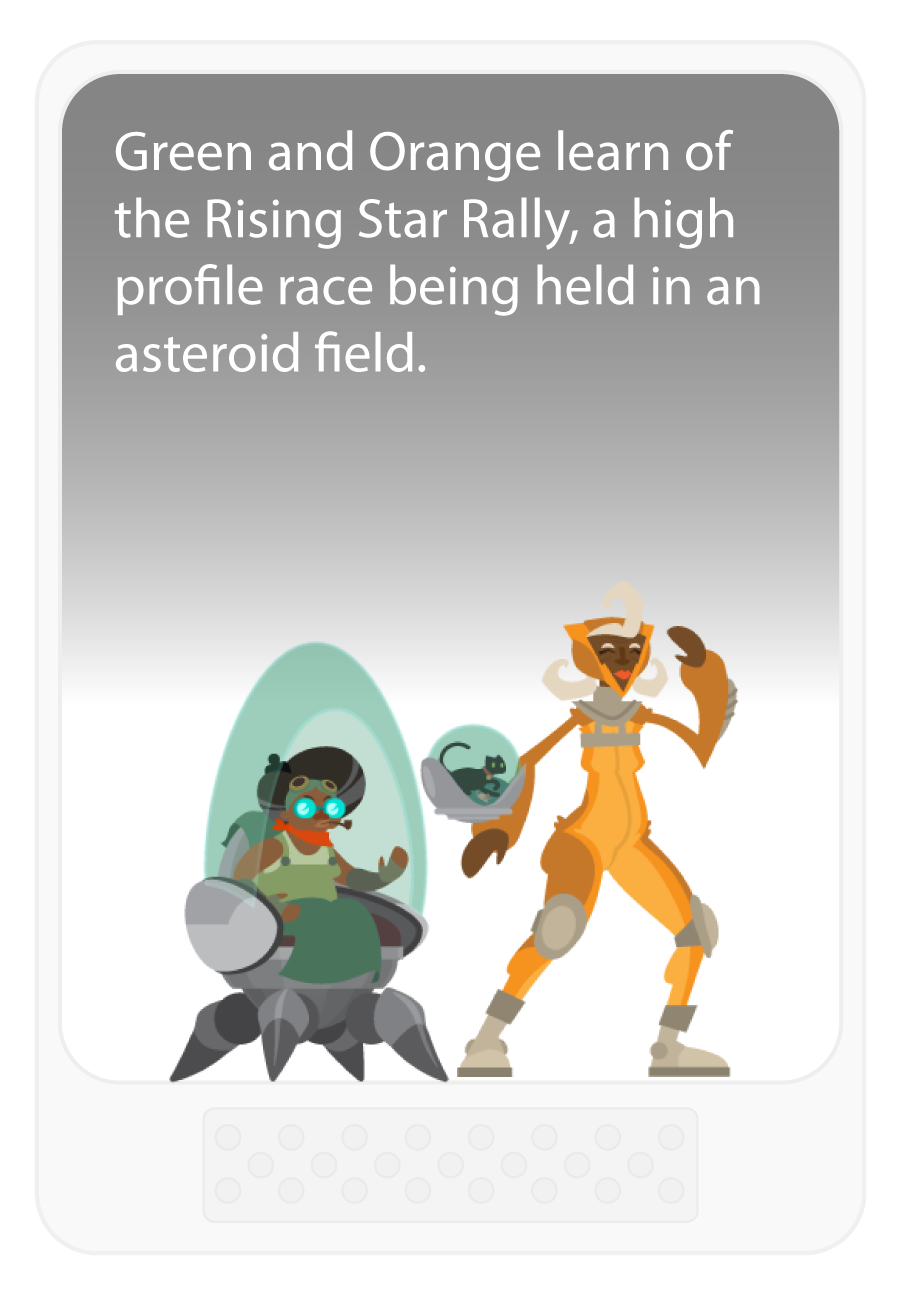 Green and Orange learn of
the Rising Star Rally, a high
profile race being held in an
asteroid field.